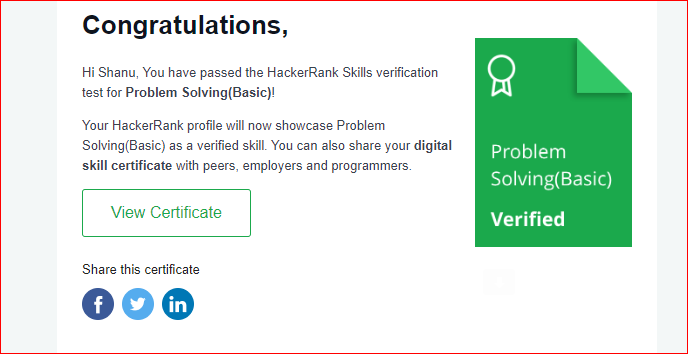 Congratulations,
Hi Shanu, You have passed the HackerRank Skills verification
test for Problem Solving(Basic)!
Your HackerRank profile will now showcase Problem
Solving(Basic) as a verified skill. You can also share your digital
skill certificate with peers, employers and programmers.
View Certificate
Share this certificate
Problem
Solving(Basic)
Verified